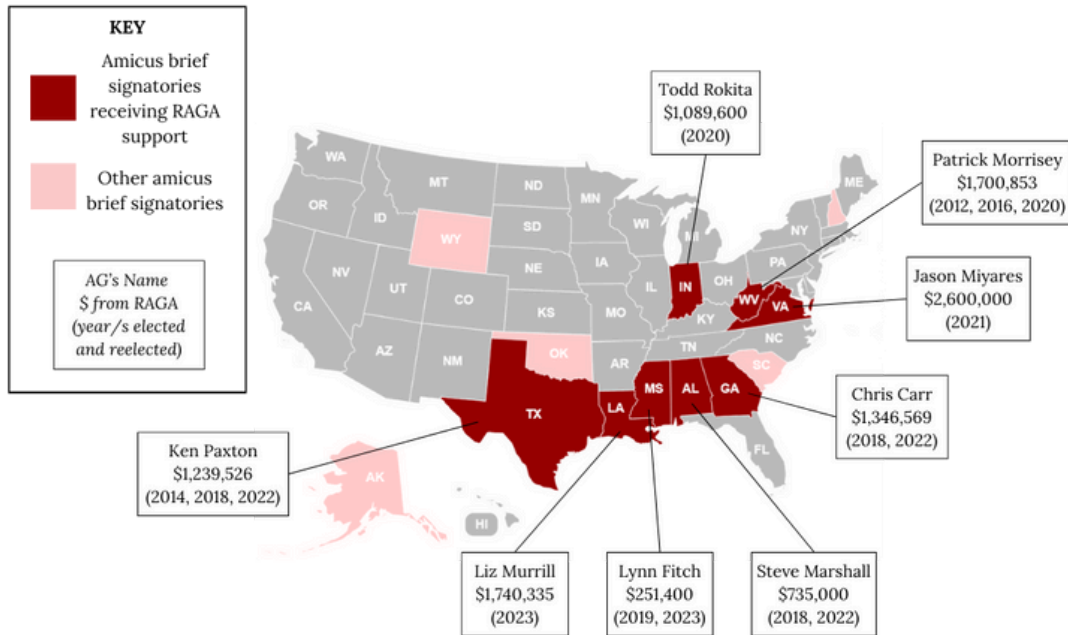 KEY
Amicus brief
signatories
receiving RAGA
support
Other amicus
brief signatories
AG's Name
$ from RAGA
(year/s elected
and reelected)
Todd Rokita
$1,089,600
(2020)
Patrick Morrisey
$1,700,853
(2012, 2016, 2020)
Jason Miyares
$2,600,000
(2021)
Chris Carr
$1,346,569
(2018, 2022)
Ken Paxton
$1,239,526
(2014, 2018, 2022)
Liz Murrill
$1,740,335
(2023)
Lynn Fitch
$251,400
(2019, 2023)
Steve Marshall
$735,000
(2018, 2022)
WA
MT
ND
MN
ME
OR
ID
WY
SD
WI
MI
NY
NV
UT
CO
NE
IA
IL
IN
OH
PA
CA
KS
MO
KY
WV
VA
AZ
NM
OK
AR
TN
NC
SC
TX
LA
MS
AL
GA
FL
AK
HI